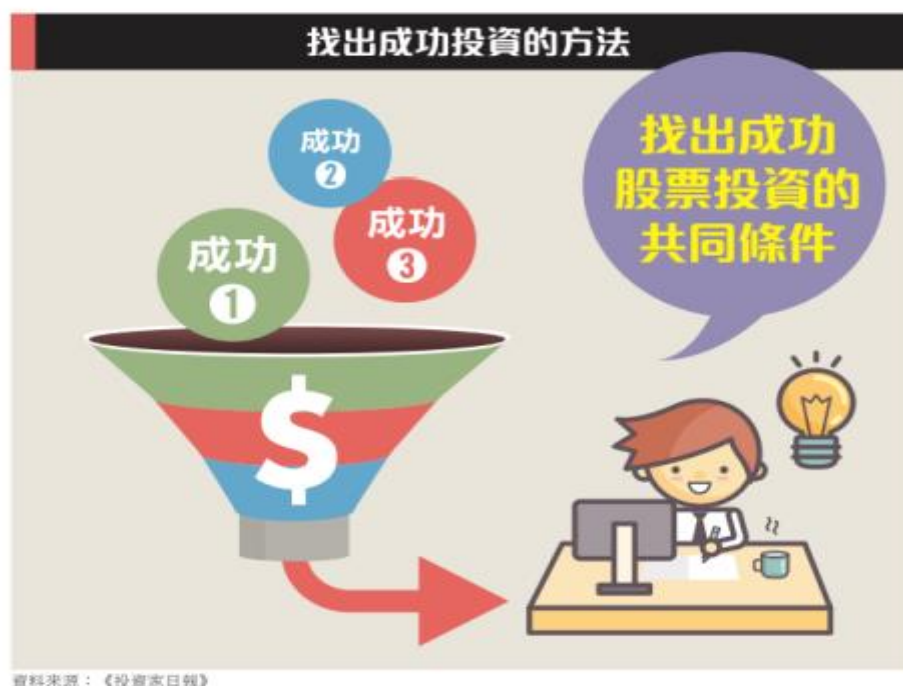 找出成功投資的方法
成功
2
成功
3
成功
1
$
找出成功
股票投資的
共同條件
資料來源：《投資家日報》